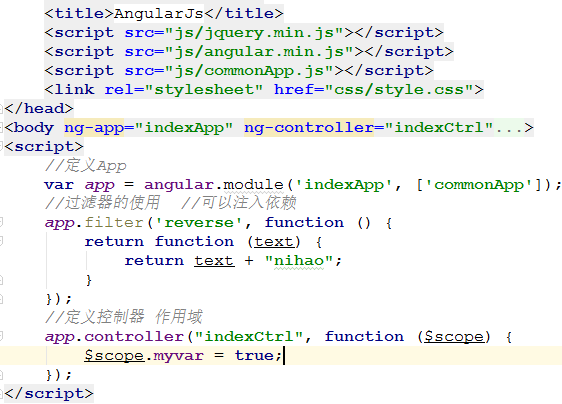 <title>AngularJs</title>
<script src="js/jquery.min.js"></script>
<script src="js/angular.min.js"></script>
<script src="js/commonApp.js"></script>
<link rel="stylesheet" href="css/style.css">
</head>
<body ng-app="indexApp" ng-controller="indexCtrl"...>
<script>
//定义App
var app = angular.module('indexApp', ['commonApp']);
//过滤器的使用  //可以注入依赖
app.filter('reverse', function () {
return function (text) {
return text + "nihao";
}
});
//定义控制器 作用域
app.controller("indexCtrl", function ($scope) {
$scope.myvar = true;
});
</script>